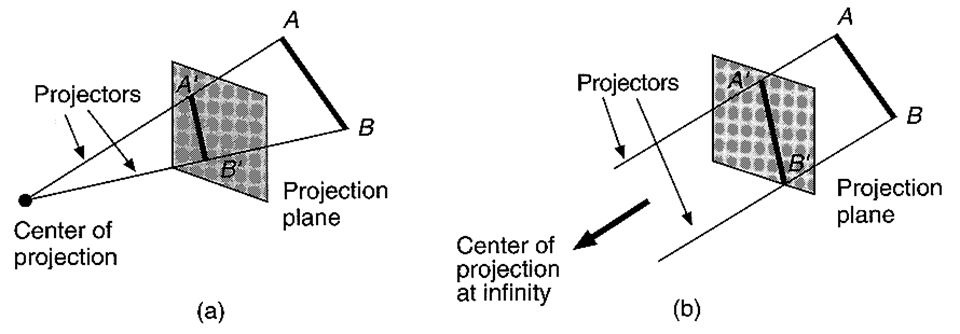 A
A'
Projectors
B
B'
Projection
plane
Center of
projection
(a)
A
A'
Projectors
B
B'
Projection
plane
Center of
projection
at infinity
(b)